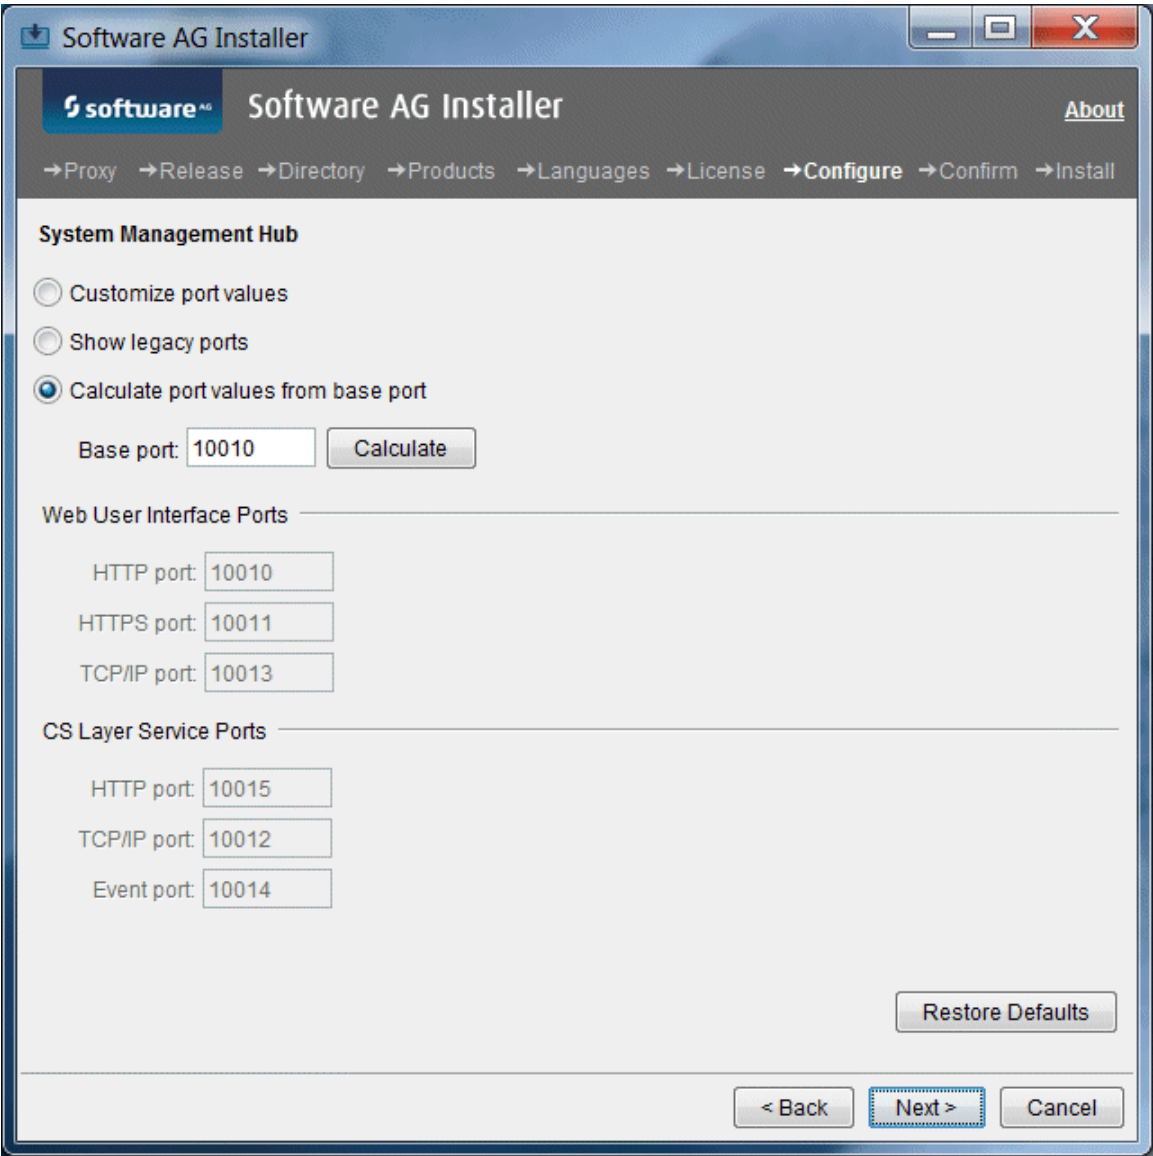 Software AG Installer
software AG Software AG Installer About
→Proxy →Release →Directory →Products →Languages →License →Configure →Confirm →Install
System Management Hub
Customize port values
Show legacy ports
Calculate port values from base port
Base port: 10010 Calculate
Web User Interface Ports
HTTP port: 10010
HTTPS port: 10011
TCP/IP port: 10013
CS Layer Service Ports
HTTP port: 10015
TCP/IP port: 10012
Event port: 10014
Restore Defaults
< Back Next > Cancel